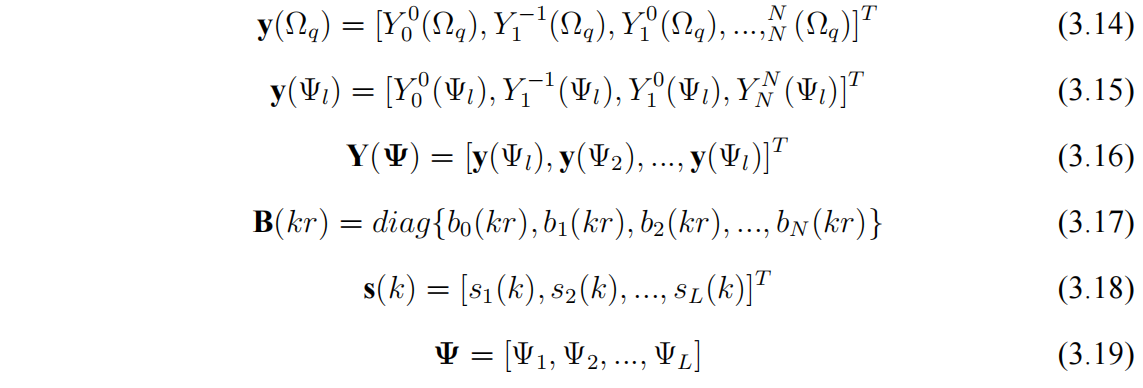 y(Ω_q) = [Y_0^0(Ω_q), Y_1^{-1}(Ω_q), Y_1^0(Ω_q), ...,_N^N(Ω_q)]^T (3.14)
y(Ψ_l) = [Y_0^0(Ψ_l), Y_1^{-1}(Ψ_l), Y_1^0(Ψ_l), Y_N^N(Ψ_l)]^T (3.15)
Y(Ψ) = [y(Ψ_l), y(Ψ_2), ..., y(Ψ_l)]^T (3.16)
B(kr) = diag{b_0(kr), b_1(kr), b_2(kr), ..., b_N(kr)} (3.17)
s(k) = [s_1(k), s_2(k), ..., s_L(k)]^T (3.18)
Ψ = [Ψ_1, Ψ_2, ..., Ψ_L] (3.19)